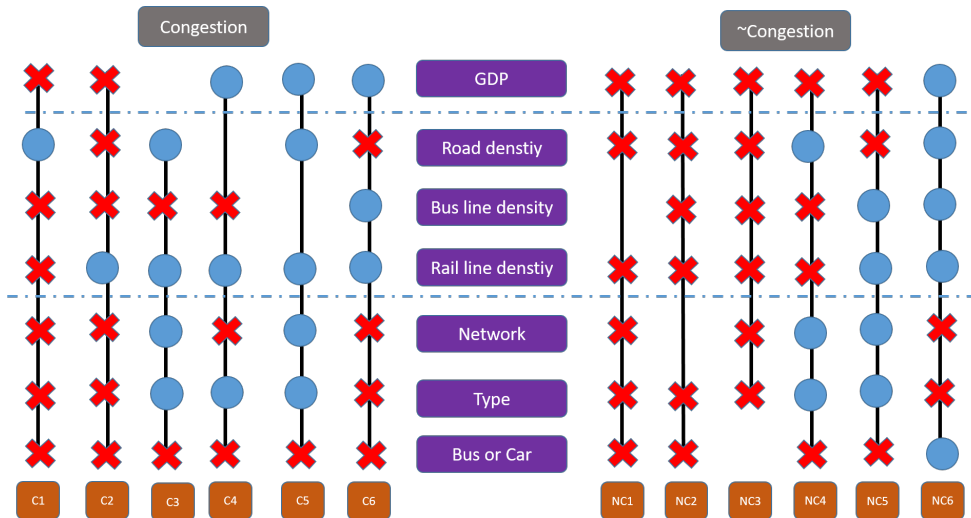 Congestion
~Congestion
GDP
Road denstiy
Bus line density
Rail line denstiy
Network
Type
Bus or Car
C1
C2
C3
C4
C5
C6
NC1
NC2
NC3
NC4
NC5
NC6